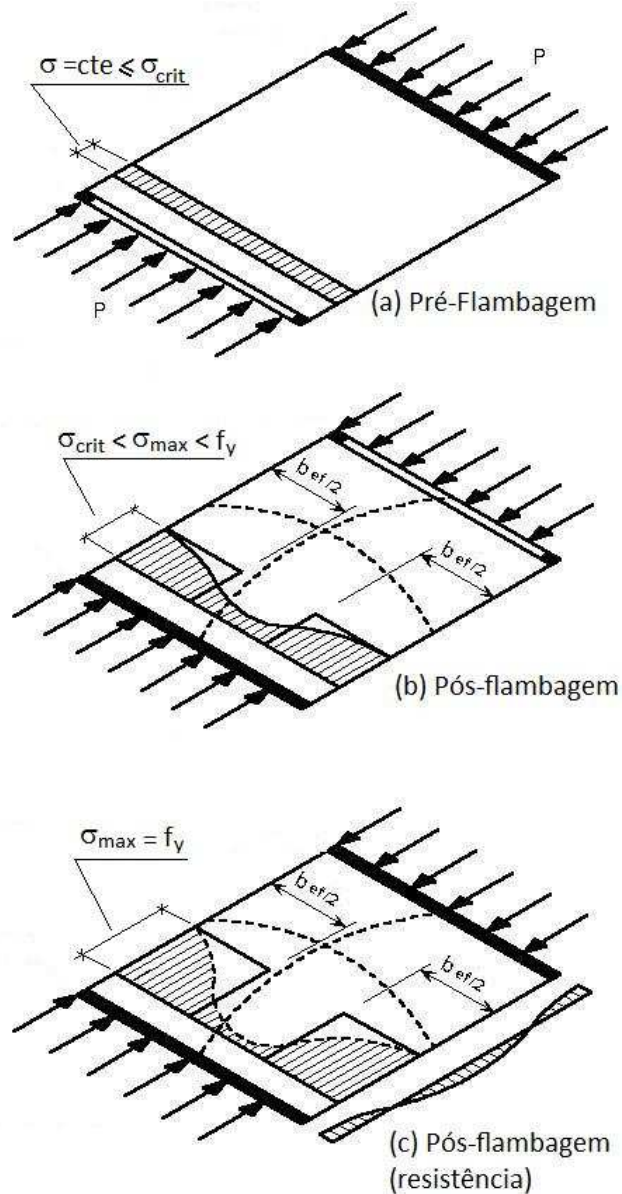 P
σ =cte ⩽ σcrit
P
(a) Pré-Flambagem
σcrit < σmax < fy
bef/2
bef/2
(b) Pós-flambagem
σmax = fy
bef/2
bef/2
(c) Pós-flambagem
(resistência)